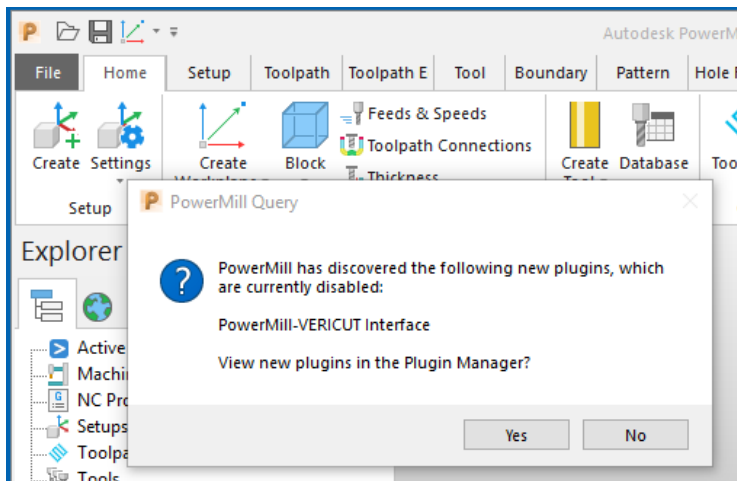 P
Autodesk PowerM
File Home Setup Toolpath Toolpath E Tool Boundary Pattern Hole
Feeds & Speeds
Toolpath Connections
Thickness
Create Settings Create Block Create Database
Setup
P PowerMill Query
Explorer
PowerMill has discovered the following new plugins, which
are currently disabled:
PowerMill-VERICUT Interface
View new plugins in the Plugin Manager?
Yes No
Active
Machi
NC Pro
Setups
Toolpa
Tools